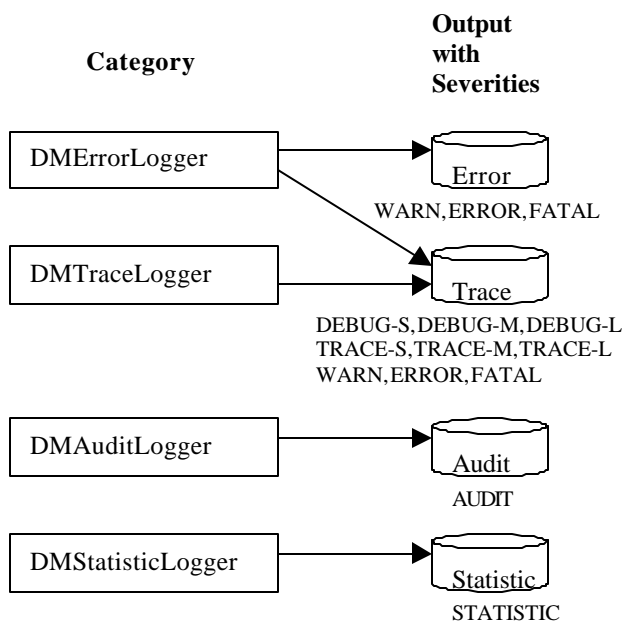 Category
Output
with
Severities
DMErrorLogger
Error
WARN,ERROR,FATAL
DMTraceLogger
Trace
DEBUG-S,DEBUG-M,DEBUG-L
TRACE-S,TRACE-M,TRACE-L
WARN,ERROR,FATAL
DMAuditLogger
Audit
AUDIT
DMStatisticLogger
Statistic
STATISTIC